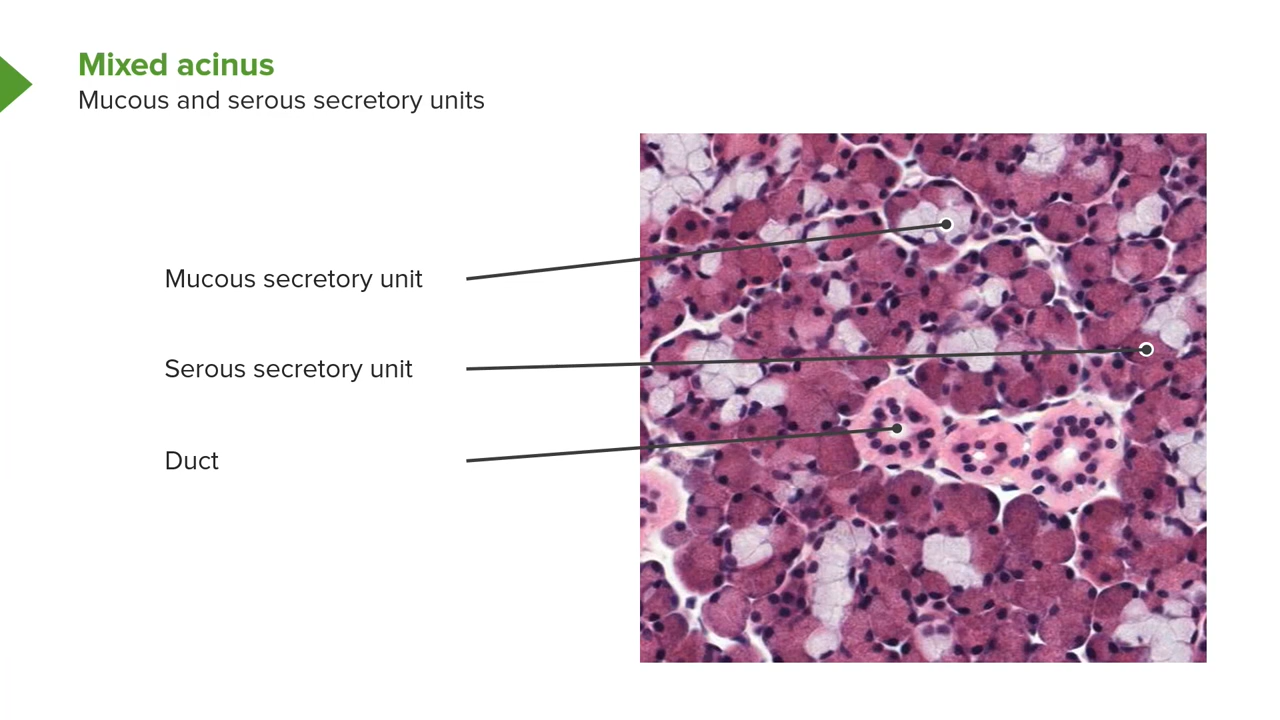 Mixed acinus
Mucous and serous secretory units
Mucous secretory unit
Serous secretory unit
Duct